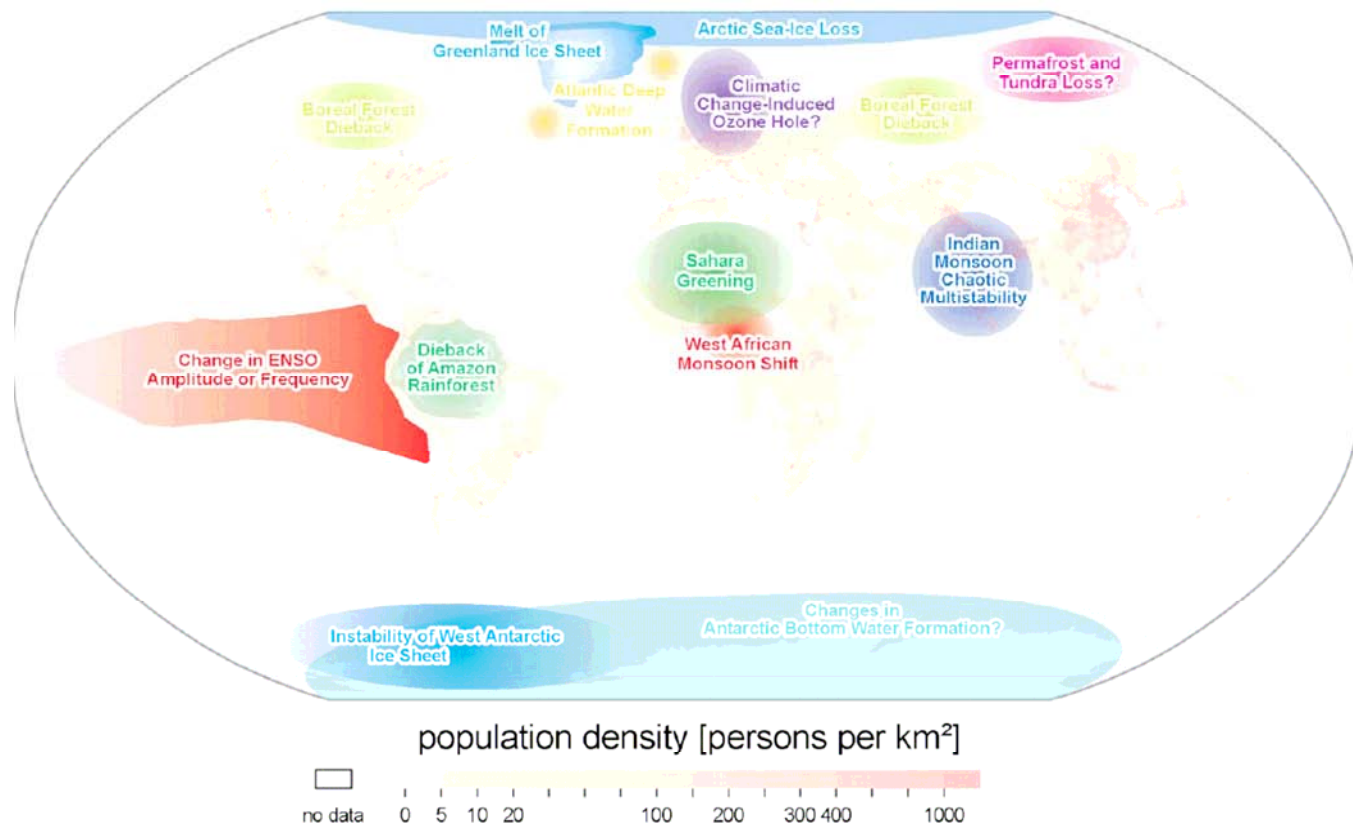 Melt of
Greenland Ice Sheet
Arctic Sea-Ice Loss
Permafrost and
Tundra Loss?
Atlantic Deep
Water
Formation
Climatic
Change-Induced
Ozone Hole?
Boreal Forest
Dieback
Boreal Forest
Dieback
Sahara
Greening
Indian
Monsoon
Chaotic
Multistability
West African
Monsoon Shift
Change in ENSO
Amplitude or Frequency
Dieback
of Amazon
Rainforest
Changes in
Antarctic Bottom Water Formation?
Instability of West Antarctic
Ice Sheet
population density [persons per km²]
no data 0 5 10 20 100 200 300 400 1000